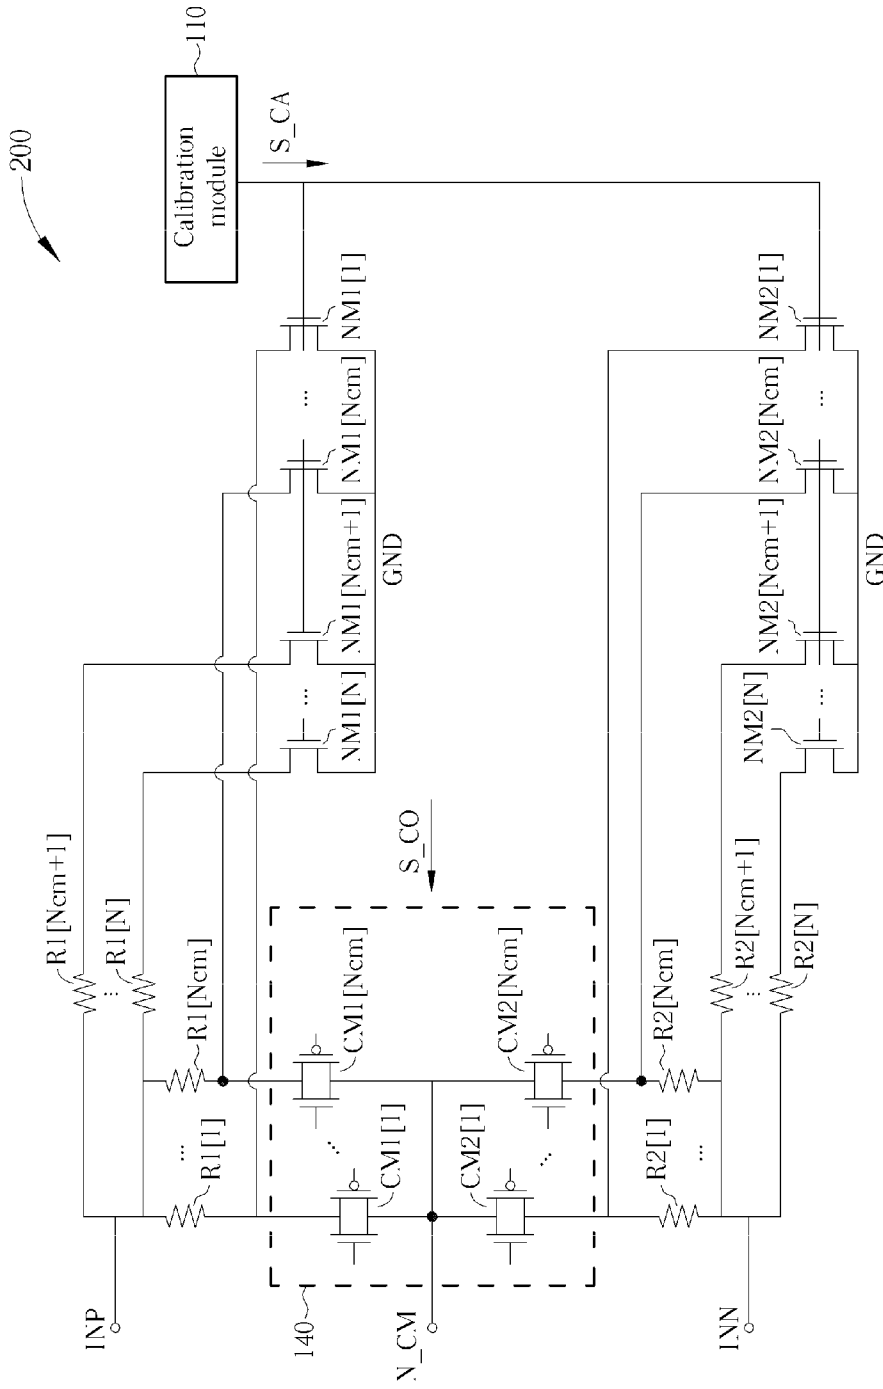 200
Calibration
module
110
S_CA
NM1[1]
NM1[Ncm]
NM1[Ncm+1]
NM1[N]
GND
NM2[1]
NM2[Ncm]
NM2[Ncm+1]
NM2[N]
GND
S_CO
R1[Ncm+1]
R1[N]
R1[Ncm]
R1[1]
CM1[Ncm]
CM1[1]
CM2[Ncm]
CM2[1]
R2[Ncm]
R2[1]
R2[Ncm+1]
R2[N]
140
INP
N_CM
INN